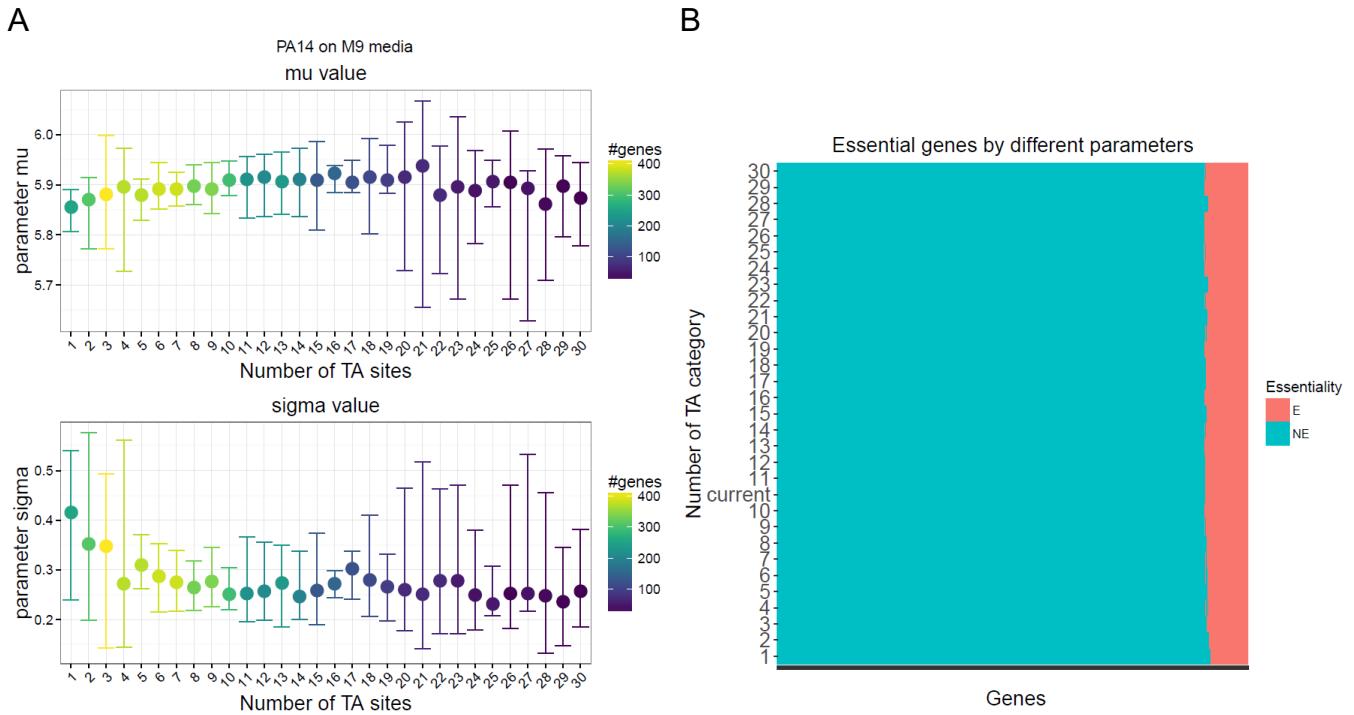 A
PA14 on M9 media
mu value
parameter mu
6.0
5.9
5.8
5.7
1 2 3 4 5 6 7 8 9 10 11 12 13 14 15 16 17 18 19 20 21 22 23 24 25 26 27 28 29 30
Number of TA sites
#genes
400
300
200
100
sigma value
parameter sigma
0.5
0.4
0.3
0.2
1 2 3 4 5 6 7 8 9 10 11 12 13 14 15 16 17 18 19 20 21 22 23 24 25 26 27 28 29 30
Number of TA sites
#genes
400
300
200
100
B
Essential genes by different parameters
Number of TA category
30
29
28
27
26
25
24
23
22
21
20
19
18
17
16
15
14
13
12
11
current
10
9
8
7
6
5
4
3
2
1
Genes
Essentiality
E
NE